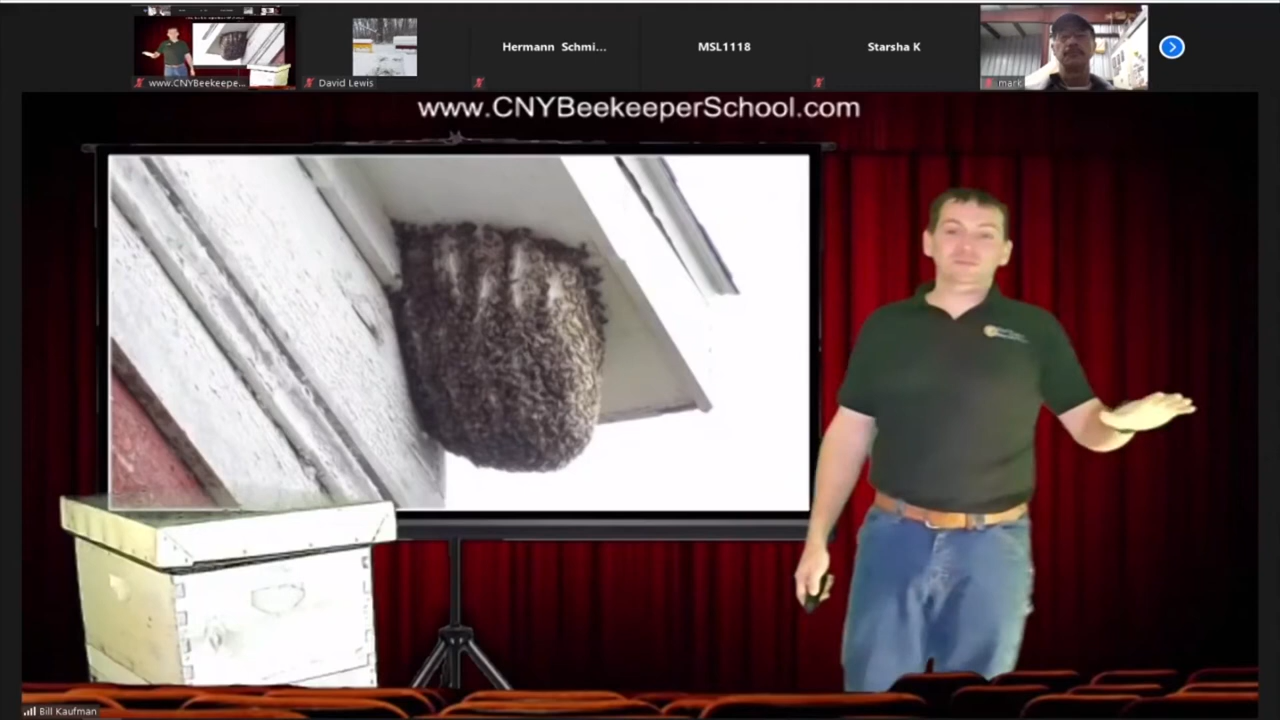 www.CNYBeekeepe...
David Lewis
Hermann Schmi...
MSL1118
Starsha K
mark
www.CNYBeekeeperSchool.com
Bill Kaufman